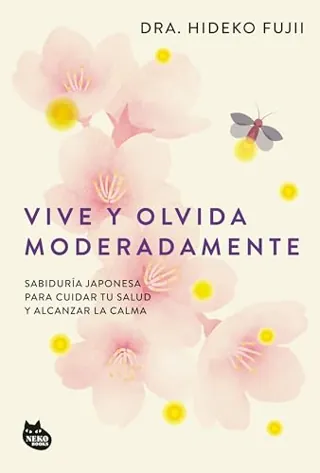 DRA. HIDEKO FUJII
VIVE Y OLVIDA
MODERADAMENTE
SABIDURÍA JAPONESA
PARA CUIDAR TU SALUD
Y ALCANZAR LA CALMA
NEKO
BOOKS